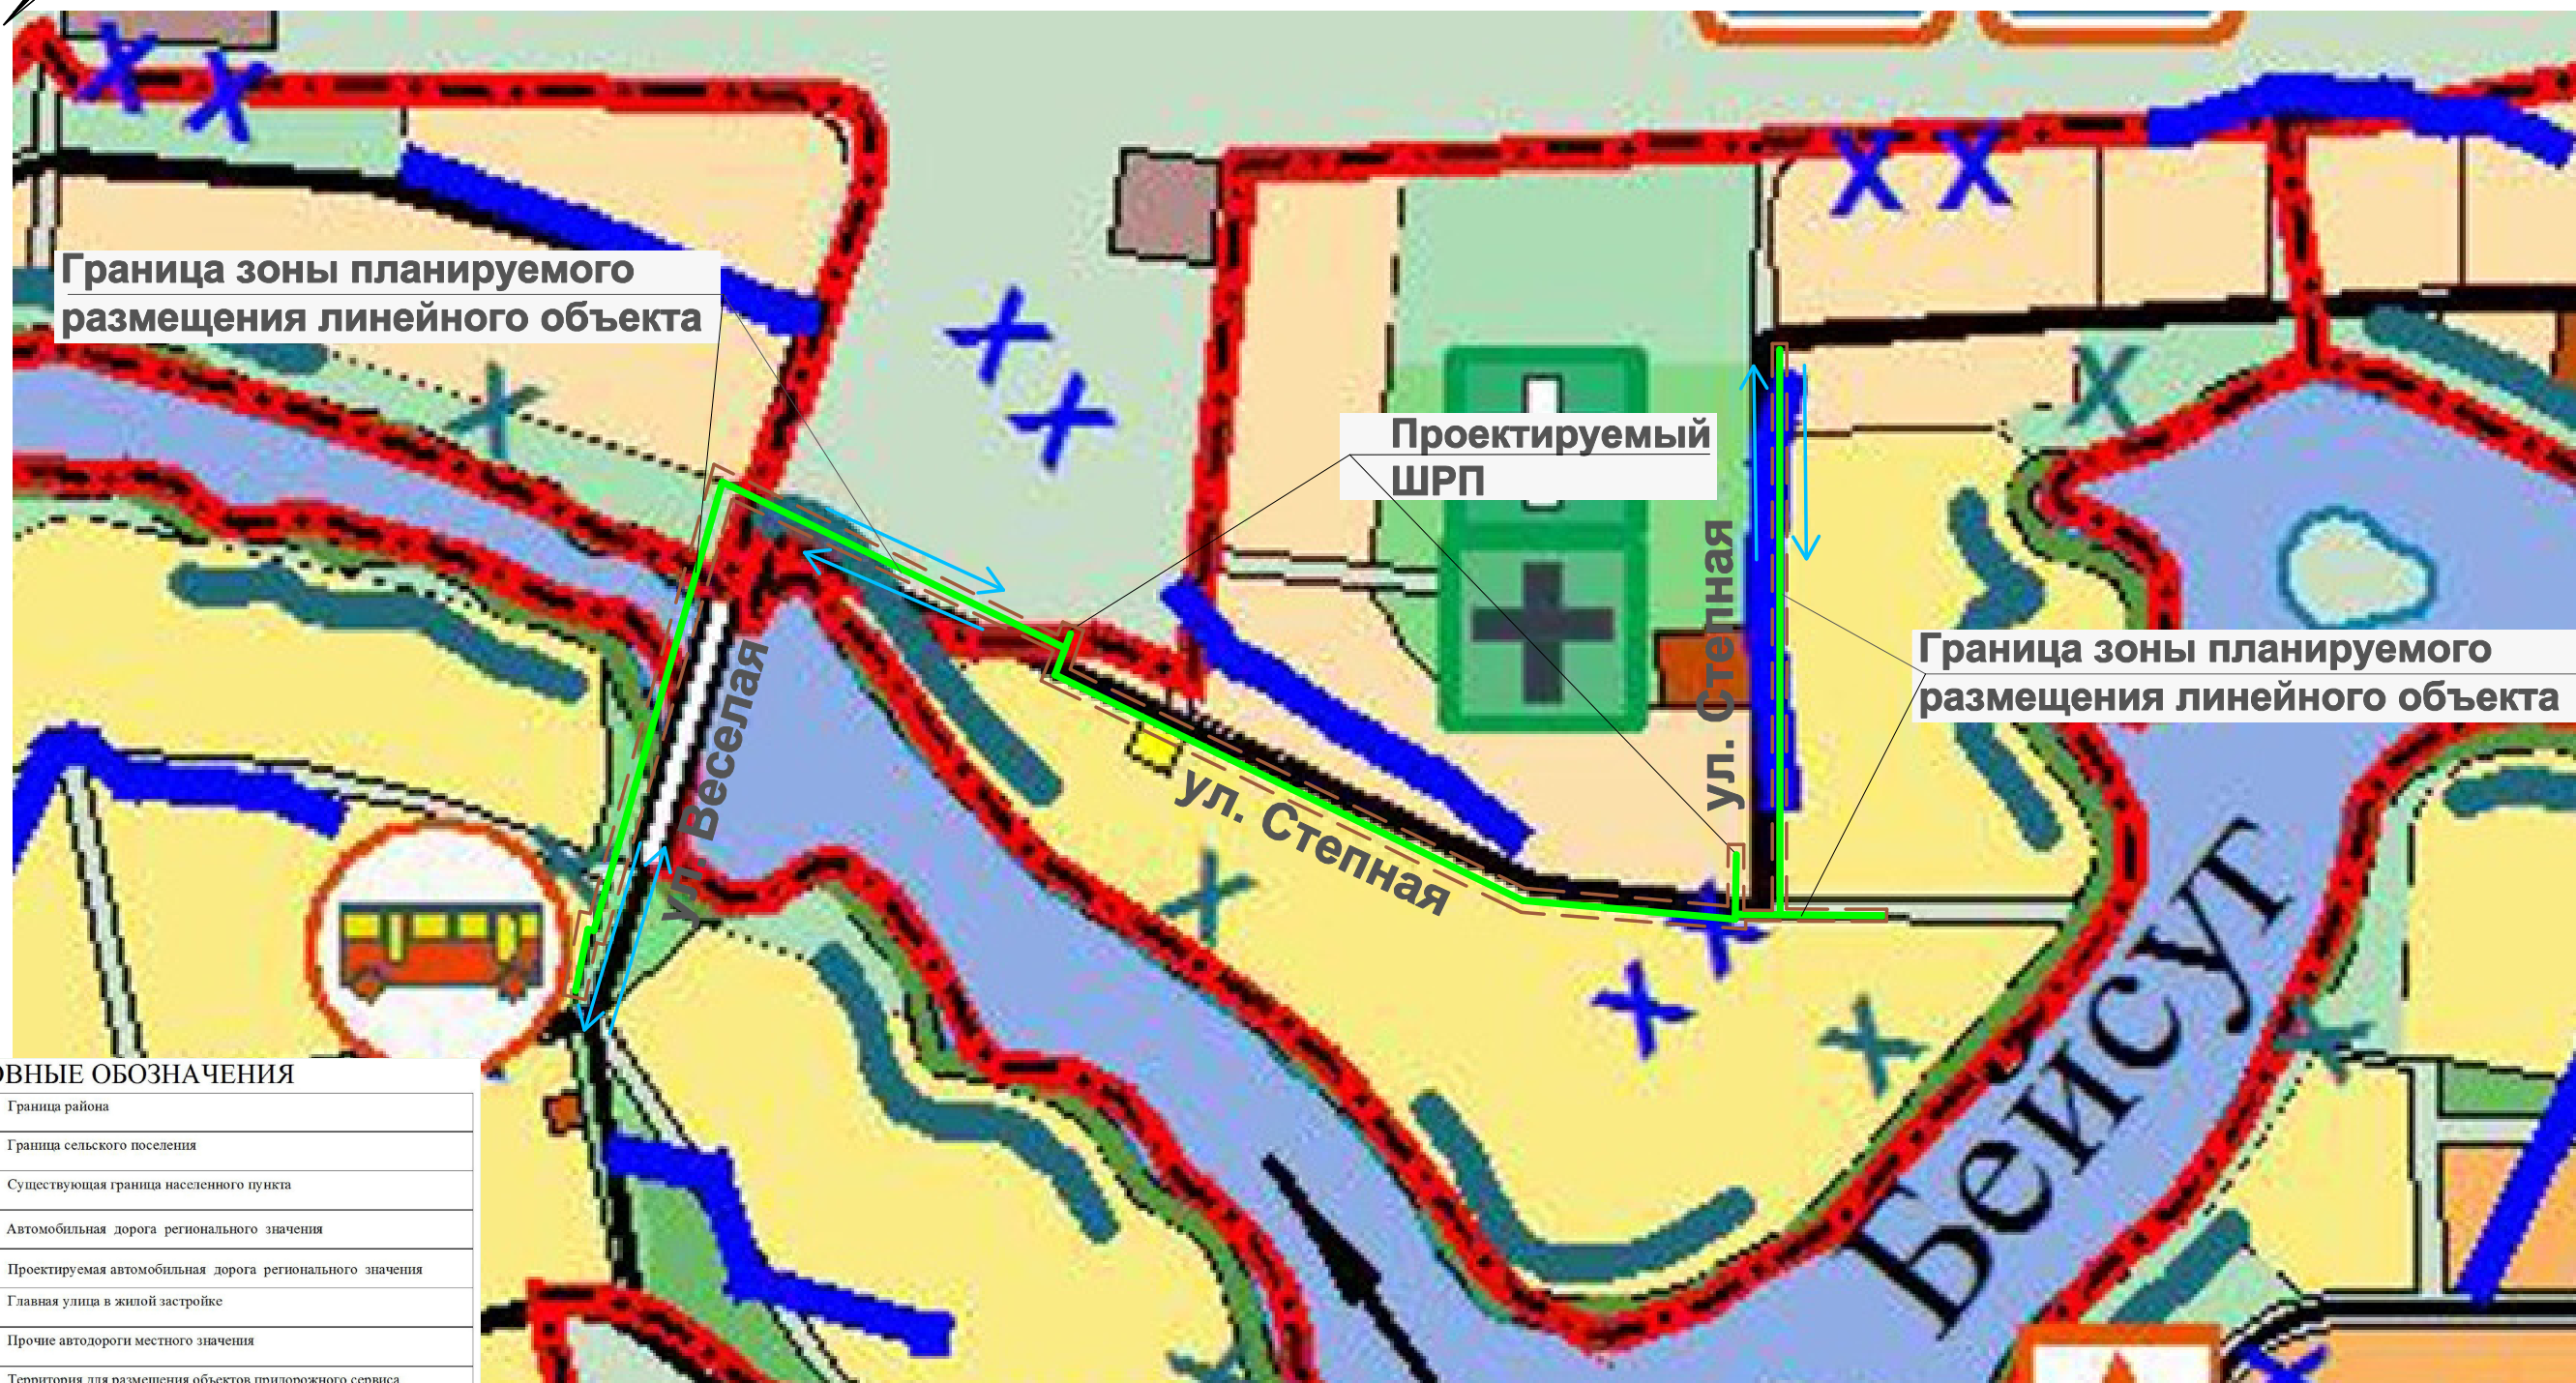 Граница зоны планируемого
размещения линейного объекта
Проектируемый
ШРП
ул. Степная
Граница зоны планируемого
размещения линейного объекта
ул. Веселая
ул. Степная
Бейсуг
ОВНЫЕ ОБОЗНАЧЕНИЯ
Граница района
Граница сельского поселения
Существующая граница населенного пункта
Автомобильная дорога регионального значения
Проектируемая автомобильная дорога регионального значения
Главная улица в жилой застройке
Прочие автодороги местного значения
Территория для размещения объектов придорожного сервиса